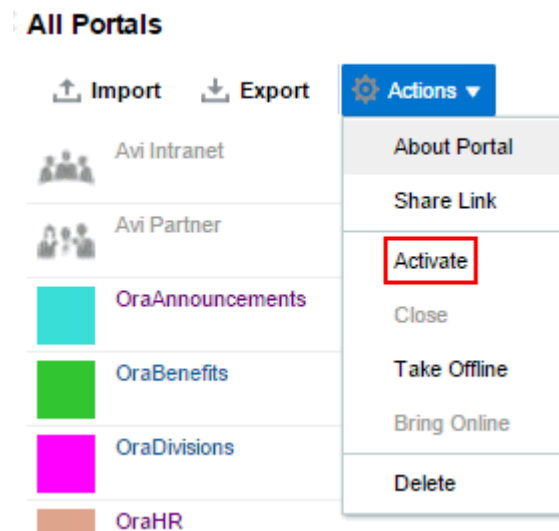 All Portals
Import Export Actions
Avi Intranet
Avi Partner
OraAnnouncements
OraBenefits
OraDivisions
OraHR
About Portal
Share Link
Activate
Close
Take Offline
Bring Online
Delete